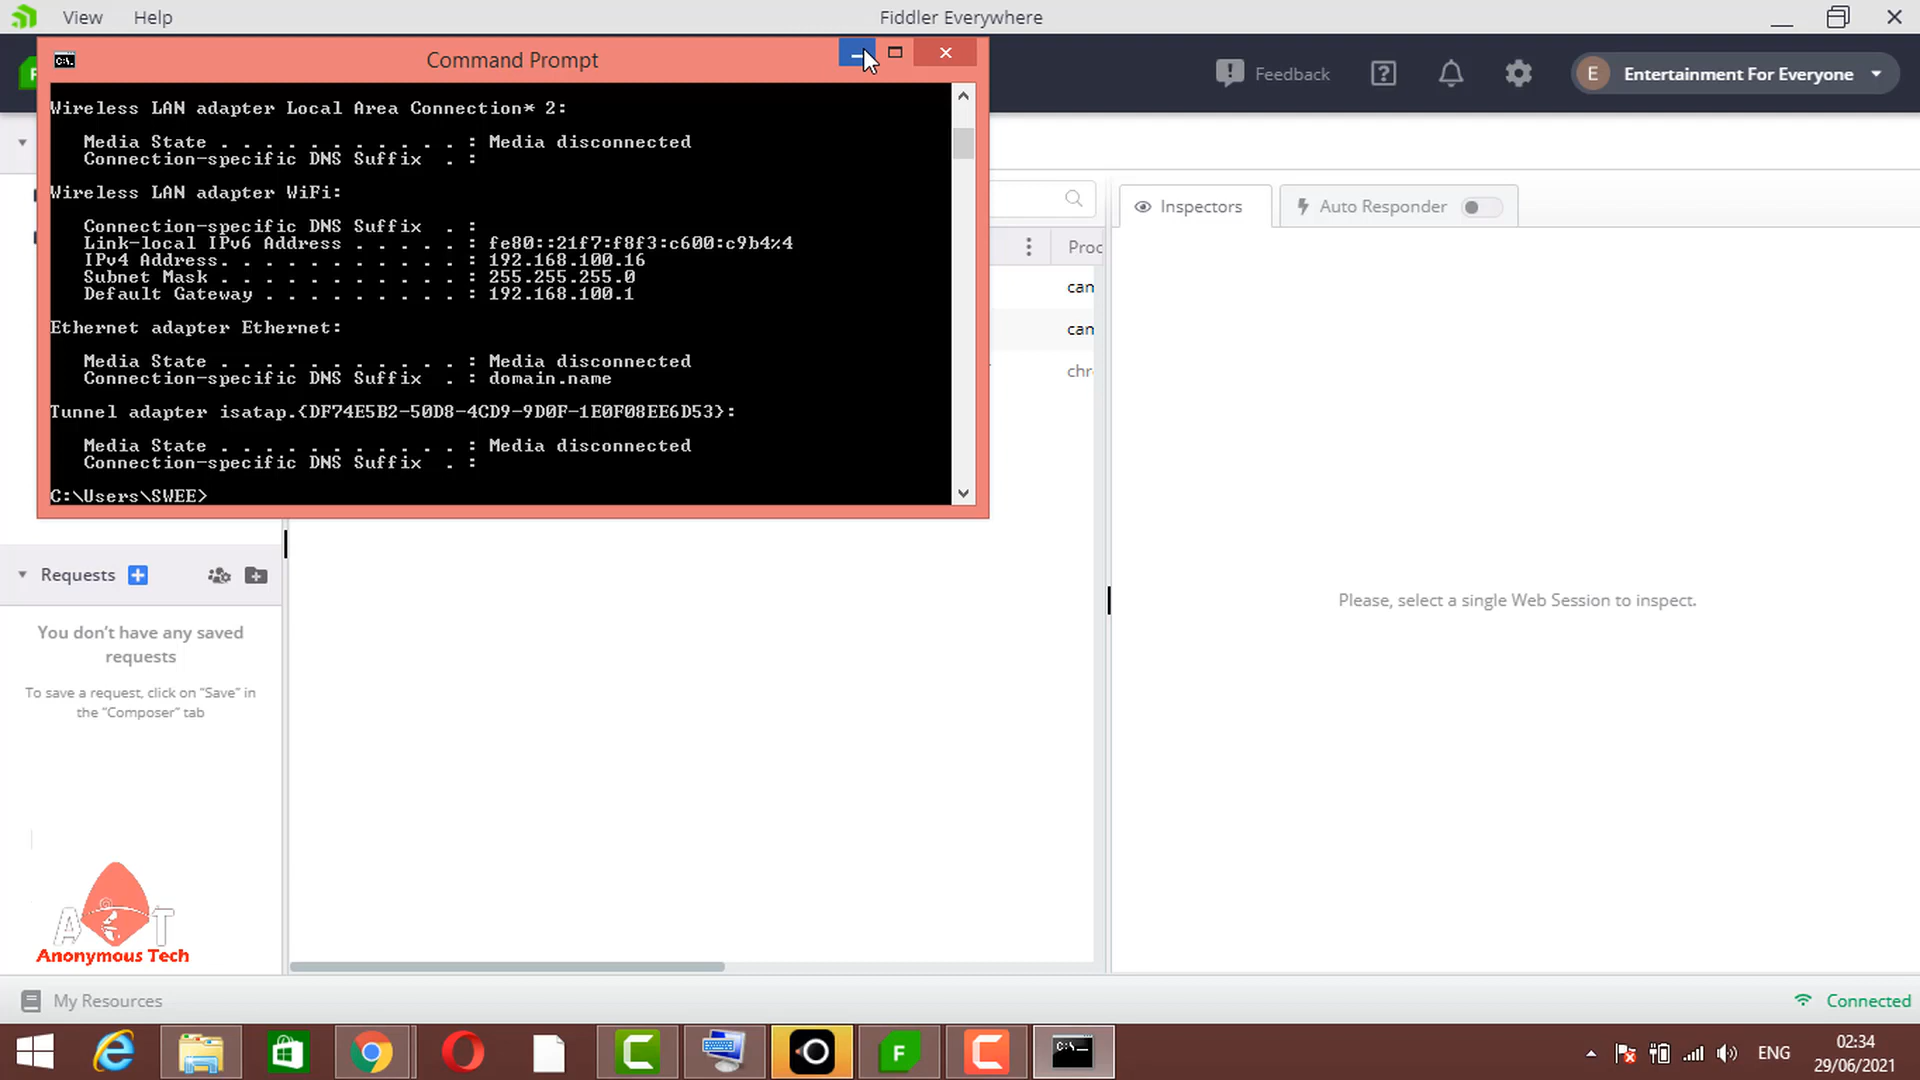 View Help Fiddler Everywhere
Command Prompt
Feedback
E Entertainment For Everyone
Wireless LAN adapter Local Area Connection* 2:
Media State . . . . . . . . . . . : Media disconnected
Connection-specific DNS Suffix . :
Wireless LAN adapter WiFi:
Connection-specific DNS Suffix . :
Link-local IPv6 Address . . . . . : fe80::21f7:f8f3:c600:c9b4%4
IPv4 Address. . . . . . . . . . . : 192.168.100.16
Subnet Mask . . . . . . . . . . . : 255.255.255.0
Default Gateway . . . . . . . . . : 192.168.100.1
Ethernet adapter Ethernet:
Media State . . . . . . . . . . . : Media disconnected
Connection-specific DNS Suffix . : domain.name
Tunnel adapter isatap.{DF74E5B2-50D8-4CD9-9D0F-1E0F08EE6D53}:
Media State . . . . . . . . . . . : Media disconnected
Connection-specific DNS Suffix . :
C:\Users\SWEE>
Inspectors
Auto Responder
Proc
cam
cam
chr
Please, select a single Web Session to inspect.
Requests
You don't have any saved
requests
To save a request, click on "Save" in
the "Composer" tab
A T
Anonymous Tech
My Resources
Connected
ENG
02:34
29/06/2021